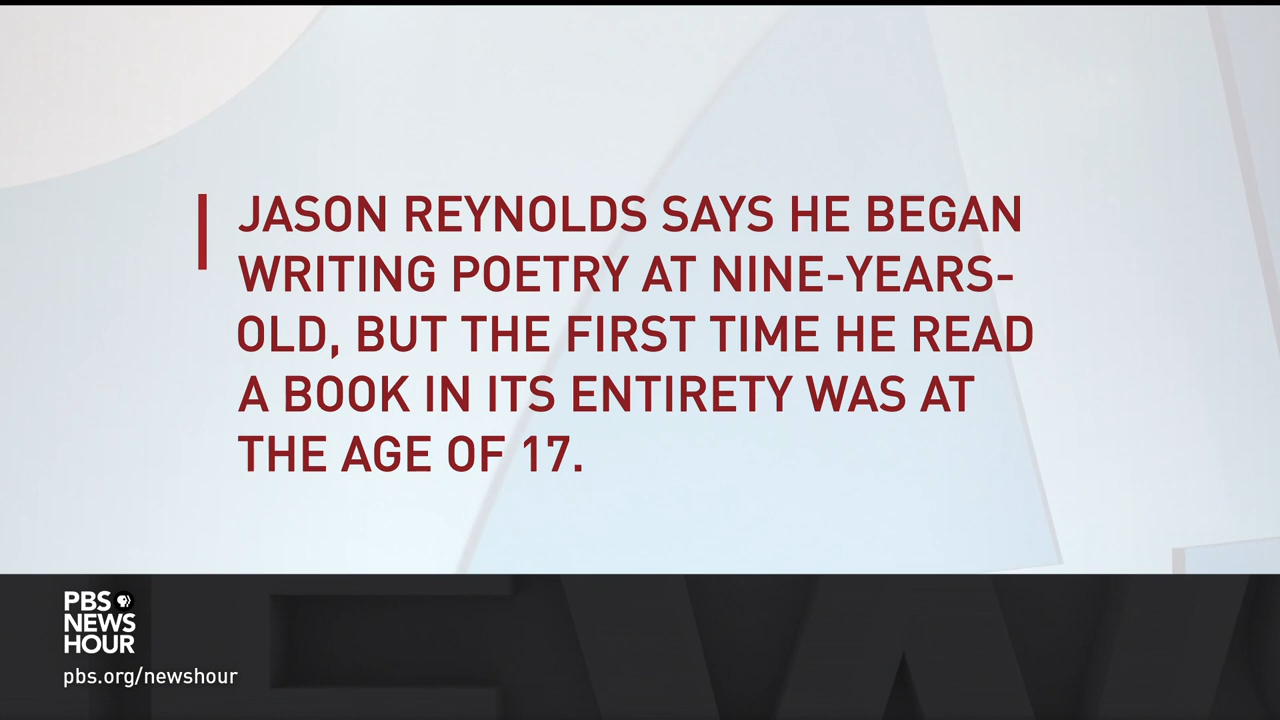 JASON REYNOLDS SAYS HE BEGAN
WRITING POETRY AT NINE-YEARS-
OLD, BUT THE FIRST TIME HE READ
A BOOK IN ITS ENTIRETY WAS AT
THE AGE OF 17.
PBS
NEWS
HOUR
pbs.org/newshour